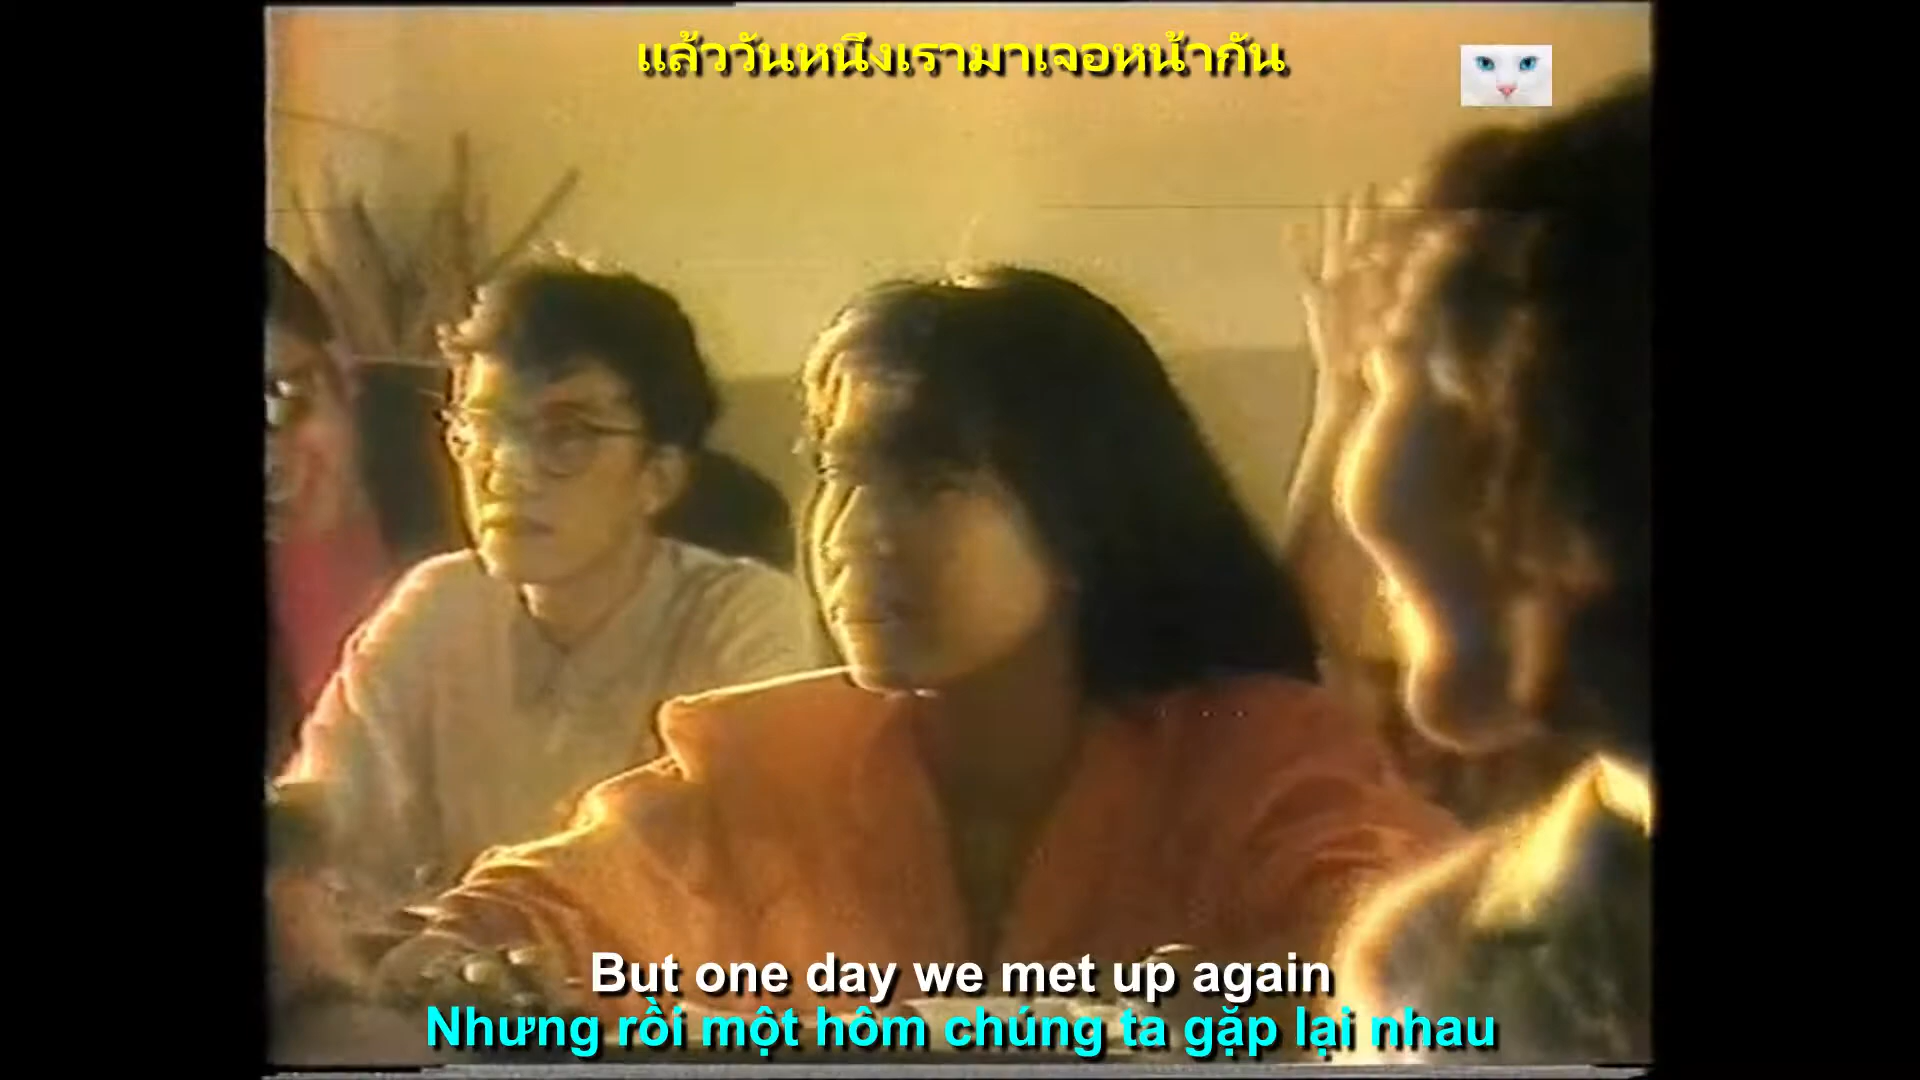 แล้ววันหนึ่งเรามาเจอหน้ากัน
But one day we met up again
Nhưng rồi một hôm chúng ta gặp lại nhau